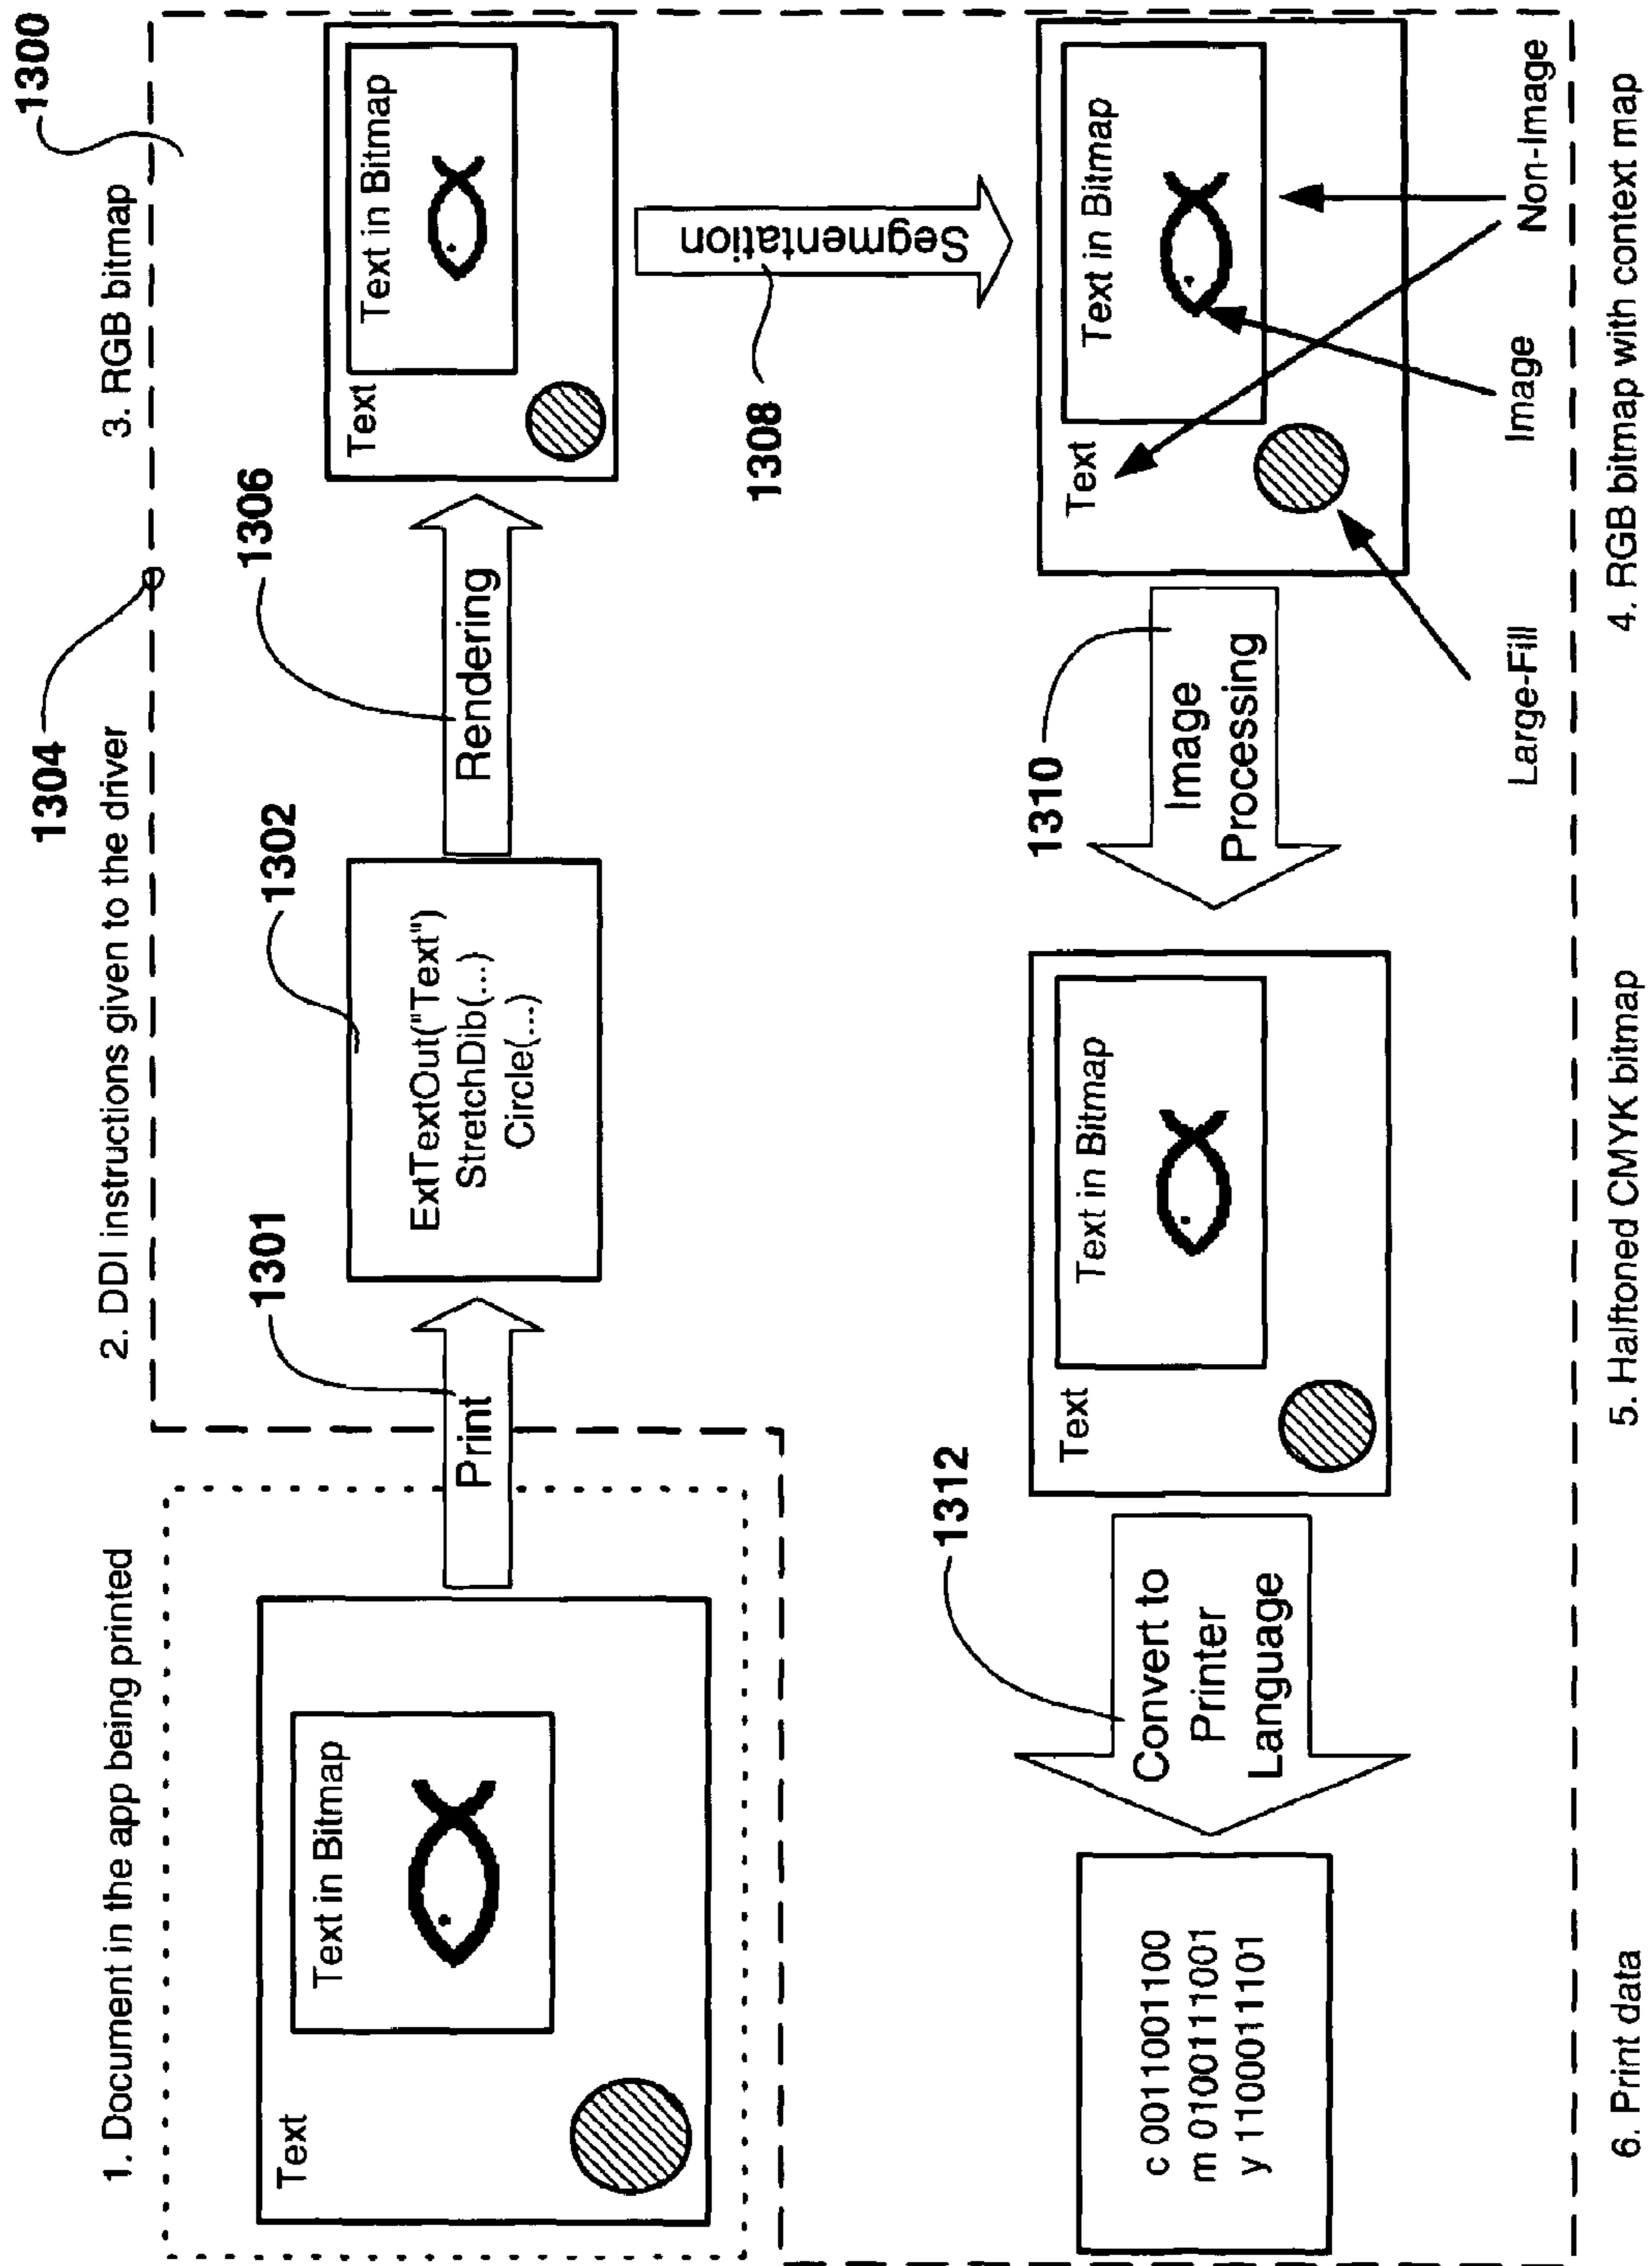 1300
1304
1. Document in the app being printed
2. DDI instructions given to the driver
3. RGB bitmap
Text
Text in Bitmap
Print
1301
1302
ExtTextOut("Text")
StretchDib(...)
Circle(...)
Rendering
1306
Text
Text in Bitmap
Segmentation
1308
Text
Text in Bitmap
Large-Fill
Image
Non-Image
4. RGB bitmap with context map
1310
Image
Processing
Text
Text in Bitmap
5. Halftoned CMYK bitmap
1312
Convert to
Printer
Language
c 0011001100
m 0100111001
y 1100011101
6. Print data